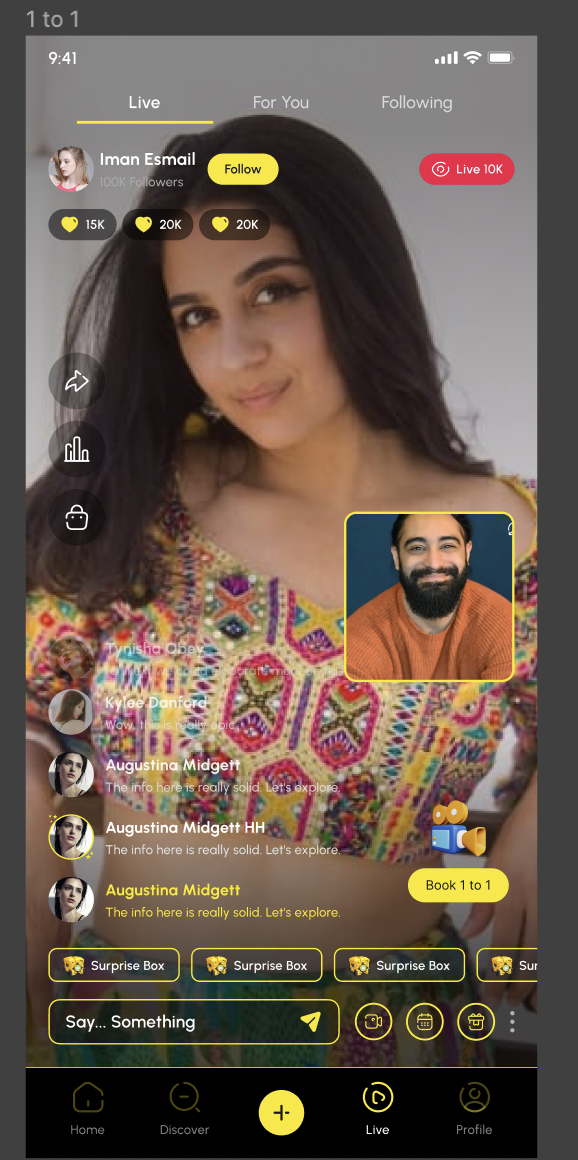 1 to 1
9:41
Live For You Following
Iman Esmail
100K Followers
Follow
Live 10K
15K 20K 20K
Tynisha Obey
Kylee Danford
Wow, this is really epic
Augustina Midgett
The info here is really solid. Let's explore.
Augustina Midgett HH
The info here is really solid. Let's explore.
Book 1 to 1
Augustina Midgett
The info here is really solid. Let's explore.
Surprise Box Surprise Box Surprise Box Sur
Say... Something
Home Discover Live Profile